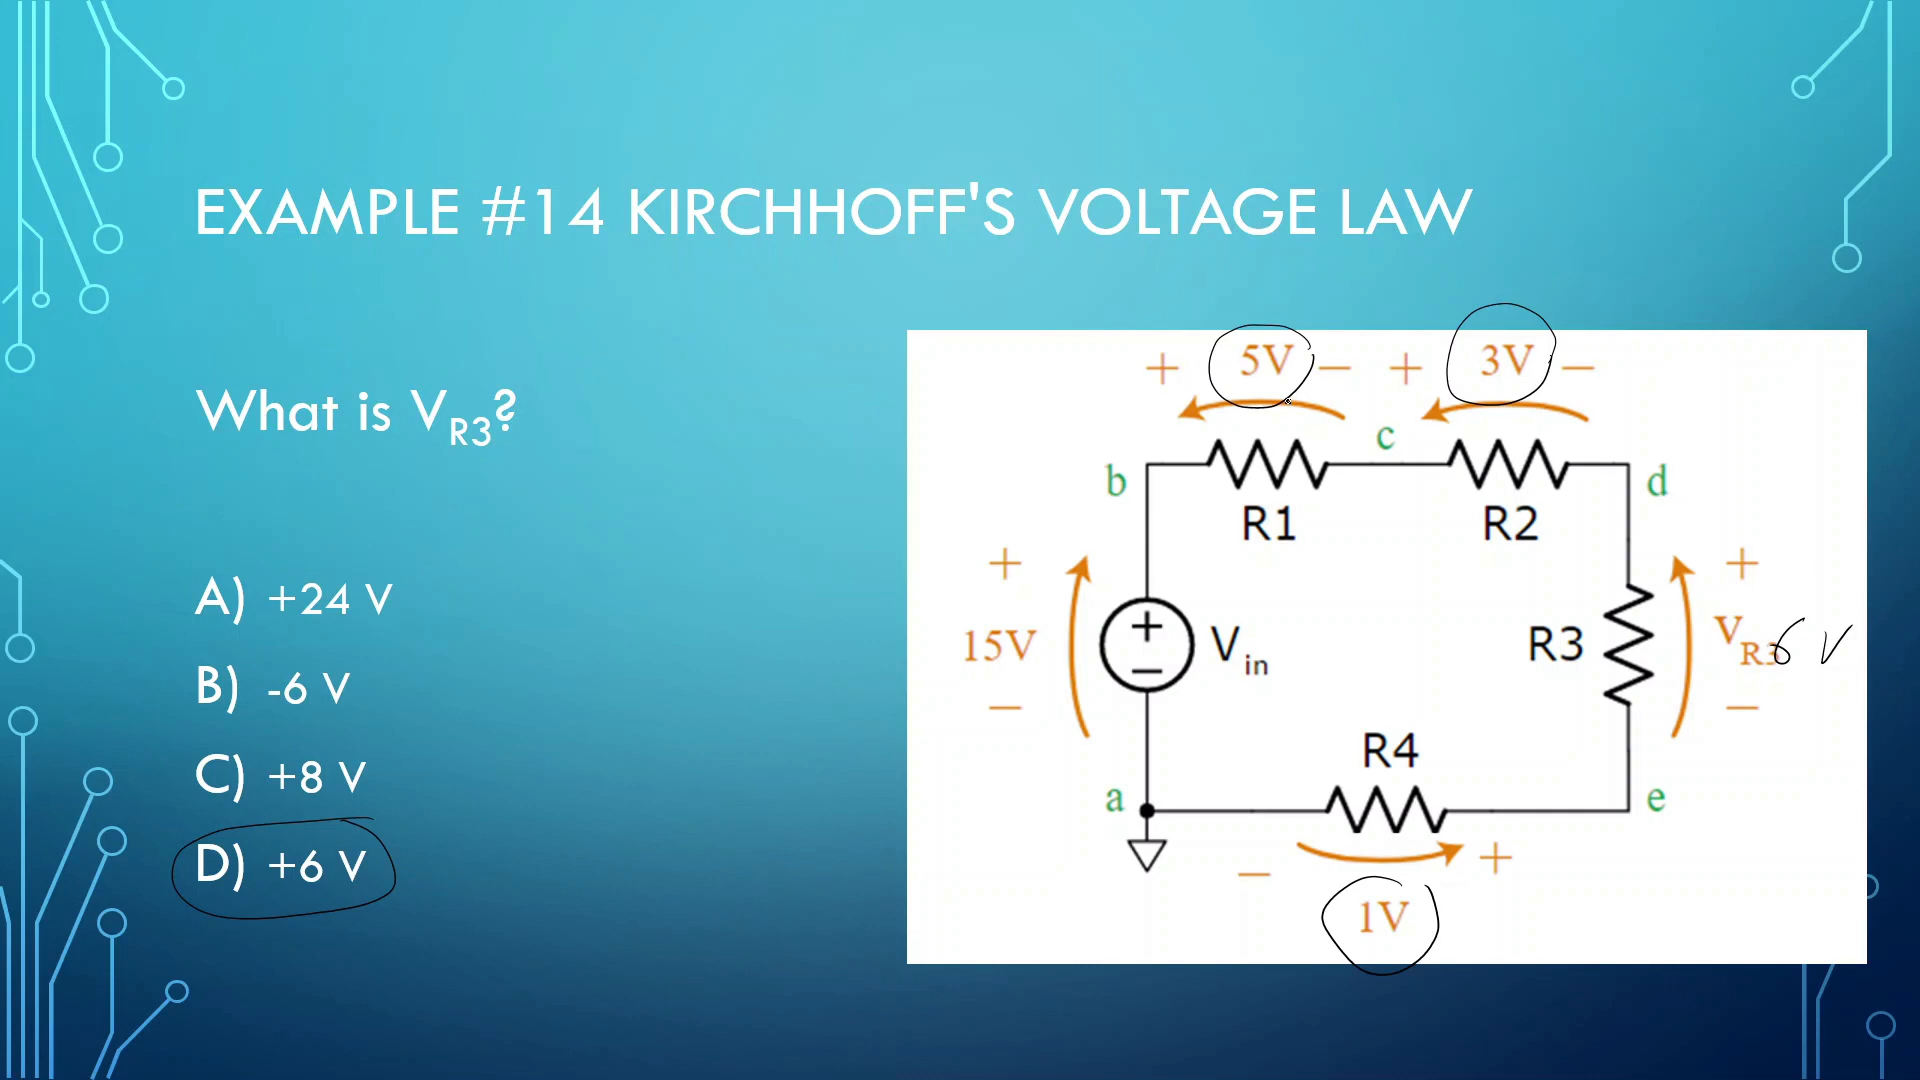 EXAMPLE #14 KIRCHHOFF'S VOLTAGE LAW
What is VR3?
A) +24 V
B) -6 V
C) +8 V
D) +6 V
+ 5V − + 3V −
b c d
R1 R2
+ 15V −
+ − Vin
R3
+ VR3 −
6 V
R4
a e
− +
1V